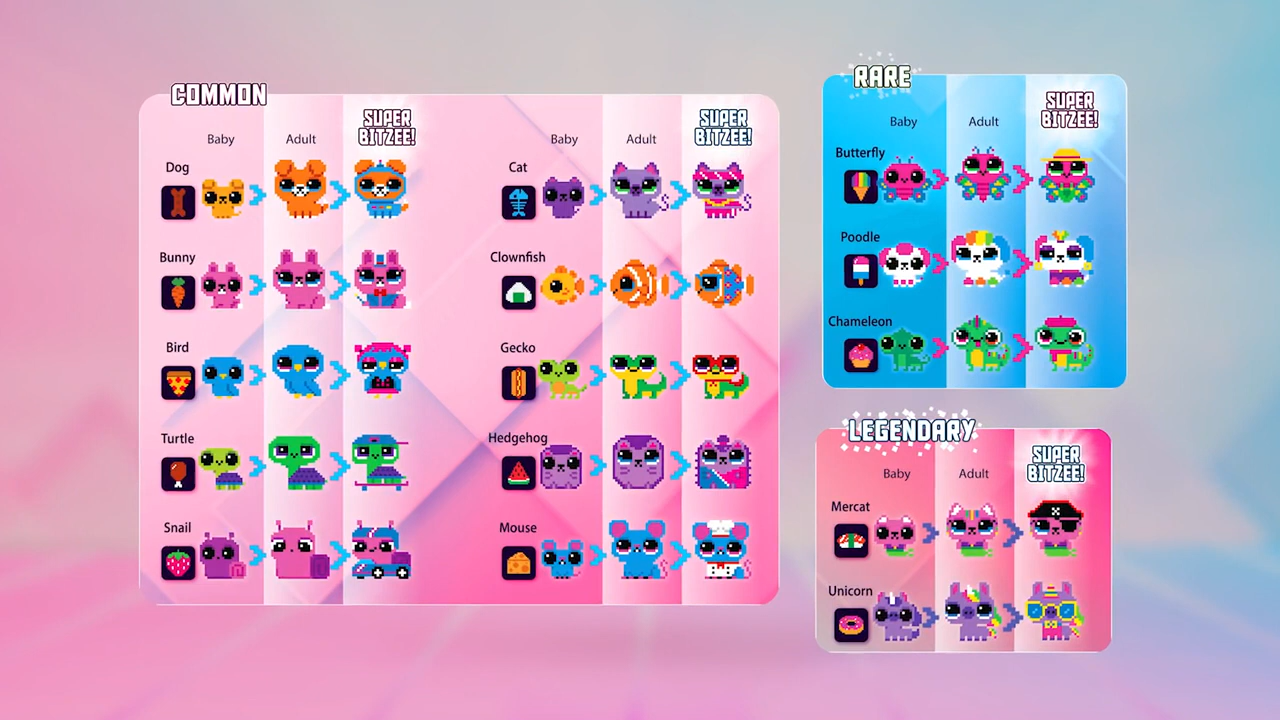 COMMON
Baby
Adult
SUPER
BITZEE!
Baby
Adult
SUPER
BITZEE!
Dog
Cat
Bunny
Clownfish
Bird
Gecko
Turtle
Hedgehog
Snail
Mouse
RARE
Baby
Adult
SUPER
BITZEE!
Butterfly
Poodle
Chameleon
LEGENDARY
Baby
Adult
SUPER
BITZEE!
Mercat
Unicorn